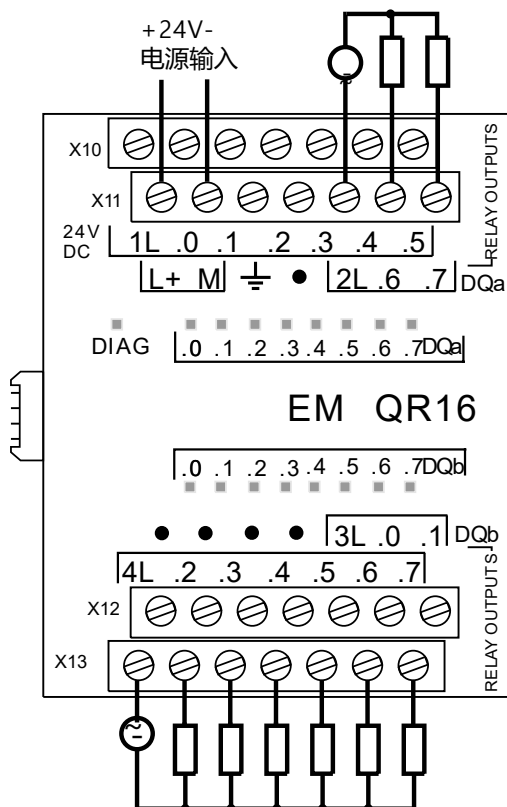 +24V-
电源输入
X10
X11
RELAY OUTPUTS
24V
DC
1L .0 .1 .2 .3 .4 .5
L+ M 2L .6 .7 DQa
DIAG .0 .1 .2 .3 .4 .5 .6 .7 DQa
EM QR16
.0 .1 .2 .3 .4 .5 .6 .7 DQb
3L .0 .1 DQb
4L .2 .3 .4 .5 .6 .7
RELAY OUTPUTS
X12
X13